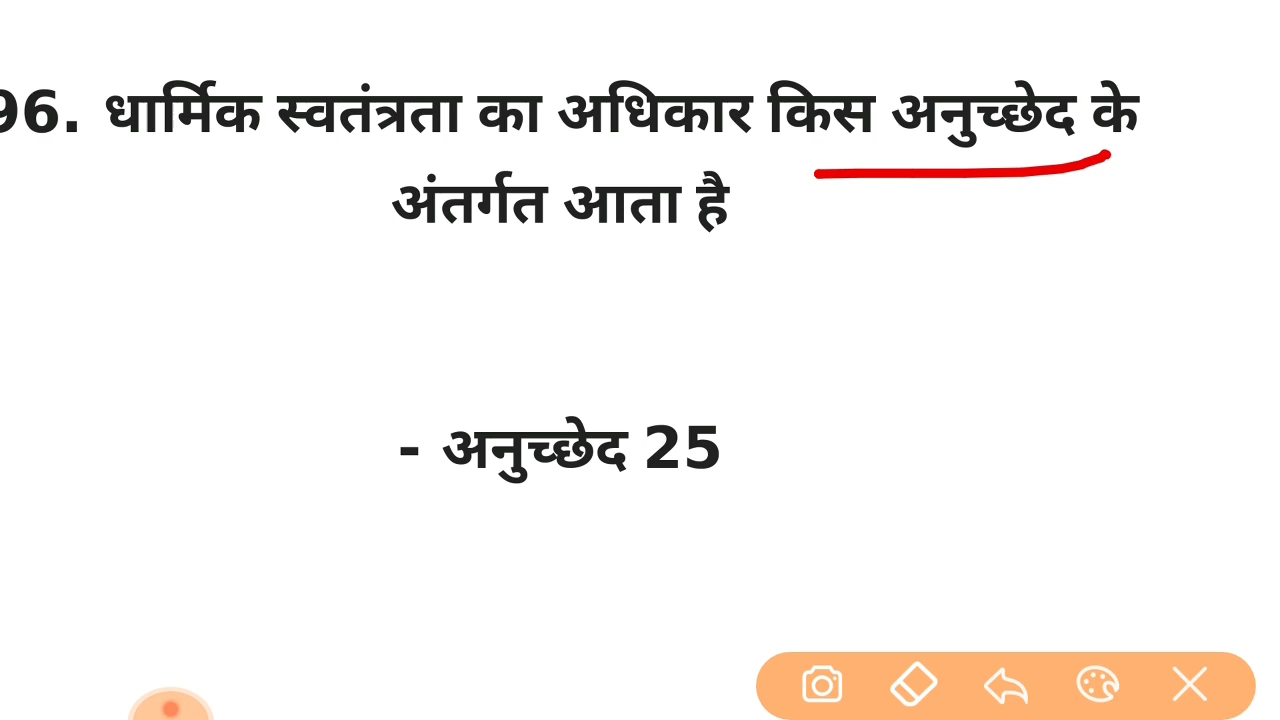 96. धार्मिक स्वतंत्रता का अधिकार किस अनुच्छेद के
अंतर्गत आता है
- अनुच्छेद 25